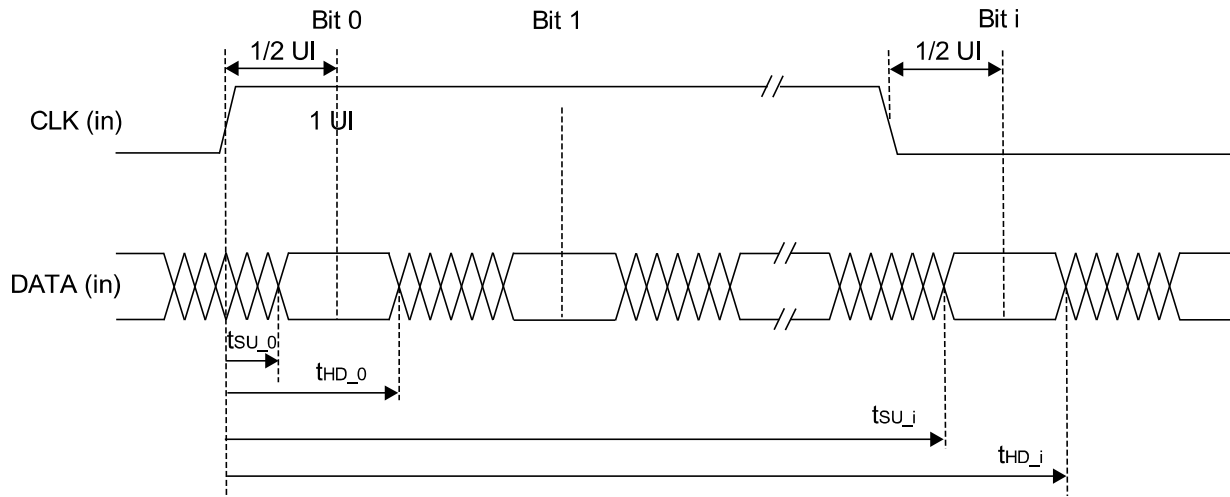 Bit 0
Bit 1
Bit i
1/2 UI
1/2 UI
CLK (in)
1 UI
DATA (in)
tSU_0
tHD_0
tSU_i
tHD_i